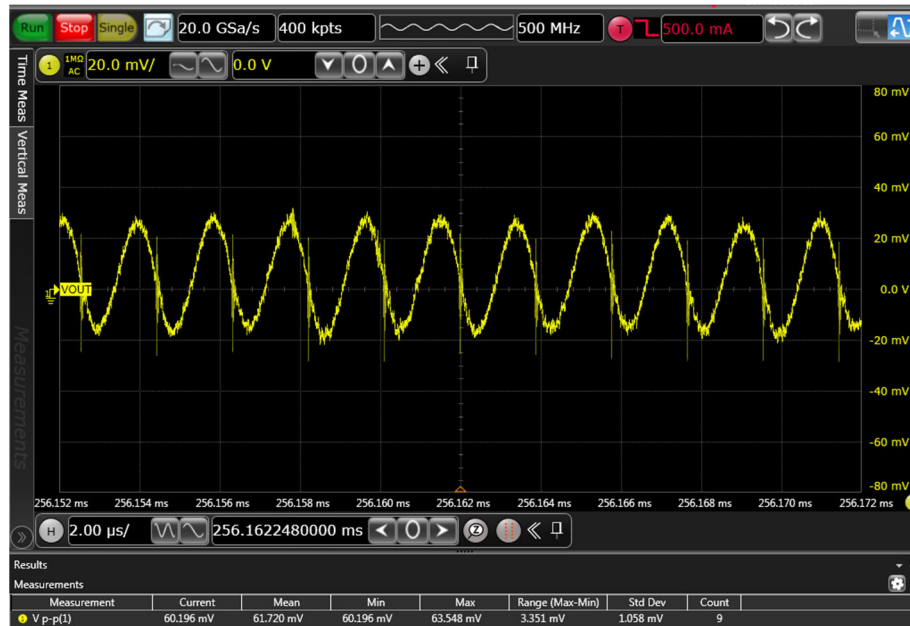 Run Stop Single 20.0 GSa/s 400 kpts 500 MHz T 500.0 mA
1 1MΩ AC 20.0 mV/ 0.0 V
Time Meas
Vertical Meas
Measurements
80 mV
60 mV
40 mV
20 mV
0.0 V
-20 mV
-40 mV
-60 mV
-80 mV
1 VOUT
256.152 ms 256.154 ms 256.156 ms 256.158 ms 256.160 ms 256.162 ms 256.164 ms 256.166 ms 256.168 ms 256.170 ms 256.172 ms
H 2.00 µs/ 256.1622480000 ms
Results
Measurements
Measurement Current Mean Min Max Range (Max-Min) Std Dev Count
V p-p(1) 60.196 mV 61.720 mV 60.196 mV 63.548 mV 3.351 mV 1.058 mV 9